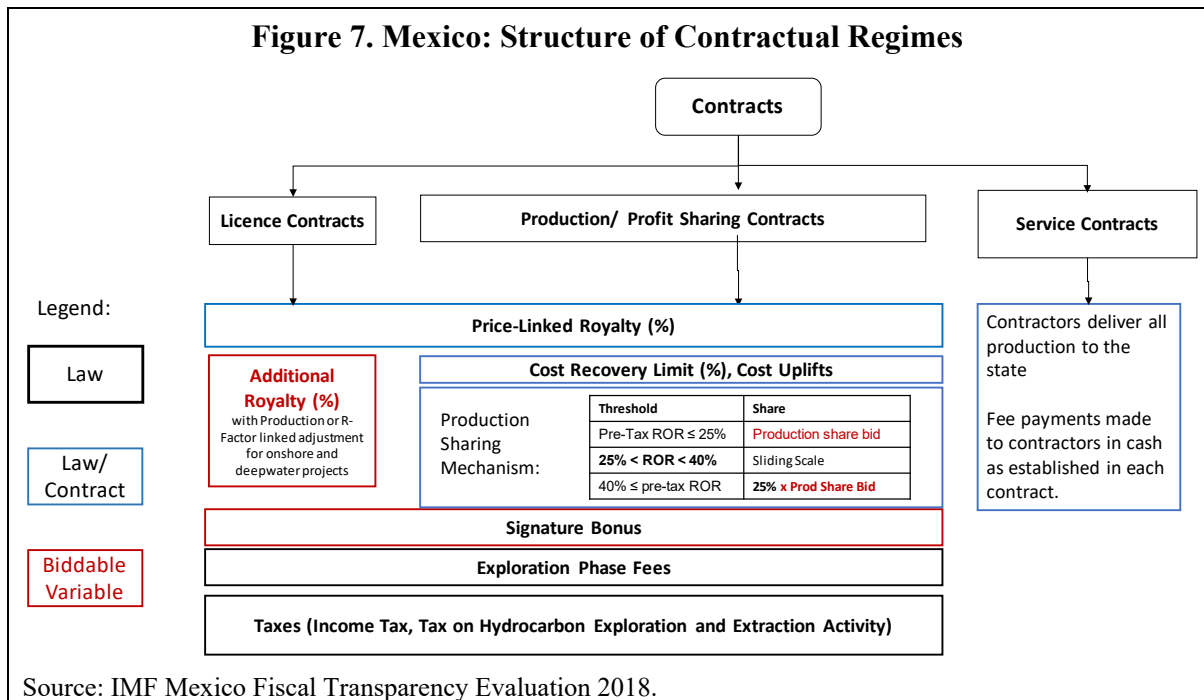 Figure 7. Mexico: Structure of Contractual Regimes
Contracts
Licence Contracts
Production/ Profit Sharing Contracts
Service Contracts
Legend:
Law
Law/
Contract
Biddable
Variable
Price-Linked Royalty (%)
Additional
Royalty (%)
with Production or R-
Factor linked adjustment
for onshore and
deepwater projects
Cost Recovery Limit (%), Cost Uplifts
Production
Sharing
Mechanism:
Threshold Share
Pre-Tax ROR ≤ 25% Production share bid
25% < ROR < 40% Sliding Scale
40% ≤ pre-tax ROR 25% x Prod Share Bid
Signature Bonus
Exploration Phase Fees
Taxes (Income Tax, Tax on Hydrocarbon Exploration and Extraction Activity)
Contractors deliver all
production to the
state
Fee payments made
to contractors in cash
as established in each
contract.
Source: IMF Mexico Fiscal Transparency Evaluation 2018.